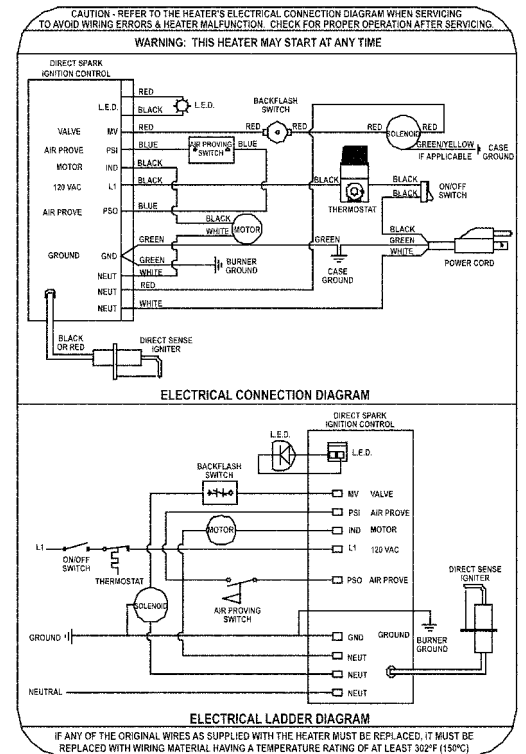 CAUTION - REFER TO THE HEATER'S ELECTRICAL CONNECTION DIAGRAM WHEN SERVICING
TO AVOID WIRING ERRORS & HEATER MALFUNCTION. CHECK FOR PROPER OPERATION AFTER SERVICING.
WARNING: THIS HEATER MAY START AT ANY TIME
DIRECT SPARK
IGNITION CONTROL
RED
L.E.D.
BLACK
L.E.D.
BACKFLASH
SWITCH
VALVE
MV
RED
RED
RED
RED
SOLENOID
RED
AIR PROVE
PSI
BLUE
AIR PROVING
SWITCH
BLUE
GREEN/YELLOW
IF APPLICABLE
CASE
GROUND
MOTOR
IND
BLACK
120 VAC
L1
BLACK
BLACK
THERMOSTAT
BLACK
BLACK
ON/OFF
SWITCH
AIR PROVE
PSO
BLUE
BLACK
WHITE
MOTOR
BLACK
GREEN
WHITE
POWER CORD
GREEN
GREEN
GROUND
GND
GREEN
BURNER
GROUND
CASE
GROUND
NEUT
WHITE
NEUT
RED
NEUT
WHITE
BLACK
OR RED
DIRECT SENSE
IGNITER
ELECTRICAL CONNECTION DIAGRAM
DIRECT SPARK
IGNITION CONTROL
L.E.D.
L.E.D.
BACKFLASH
SWITCH
MV VALVE
PSI AIR PROVE
MOTOR
IND MOTOR
L1
L1 120 VAC
ON/OFF
SWITCH
THERMOSTAT
DIRECT SENSE
IGNITER
PSO AIR PROVE
SOLENOID
AIR PROVING
SWITCH
GROUND
GND GROUND
BURNER
GROUND
NEUT
NEUT
NEUTRAL
NEUT
ELECTRICAL LADDER DIAGRAM
IF ANY OF THE ORIGINAL WIRES AS SUPPLIED WITH THE HEATER MUST BE REPLACED, IT MUST BE
REPLACED WITH WIRING MATERIAL HAVING A TEMPERATURE RATING OF AT LEAST 302°F (150°C)